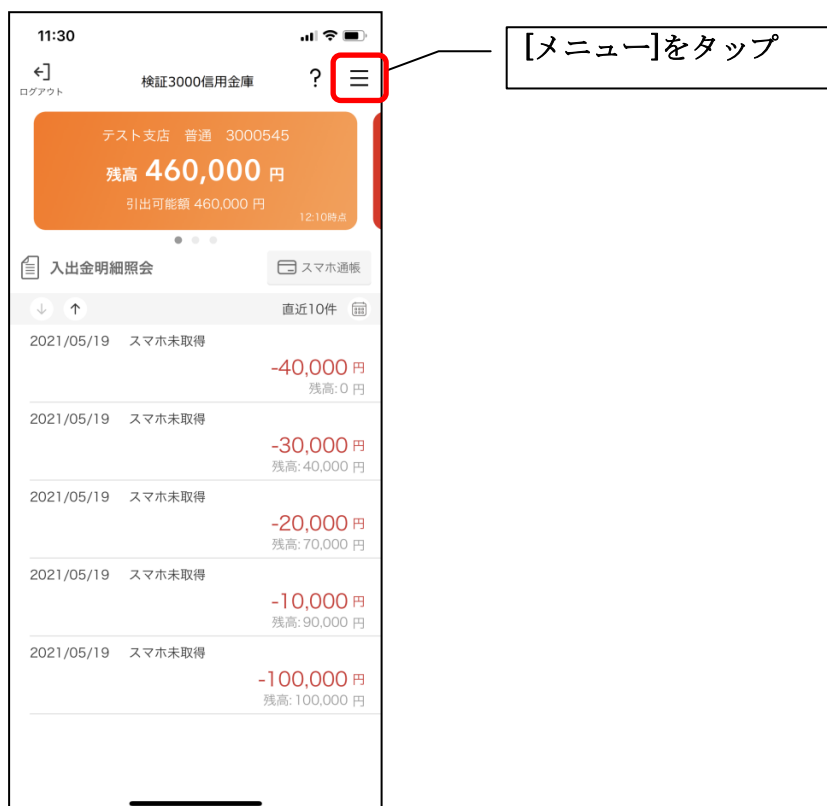 11:30
[メニュー]をタップ
ログアウト
検証3000信用金庫
?
テスト支店 普通 3000545
残高 460,000 円
引出可能額 460,000 円
12:10時点
入出金明細照会
スマホ通帳
直近10件
2021/05/19 スマホ未取得
-40,000 円
残高:0 円
2021/05/19 スマホ未取得
-30,000 円
残高:40,000 円
2021/05/19 スマホ未取得
-20,000 円
残高:70,000 円
2021/05/19 スマホ未取得
-10,000 円
残高:90,000 円
2021/05/19 スマホ未取得
-100,000 円
残高:100,000 円